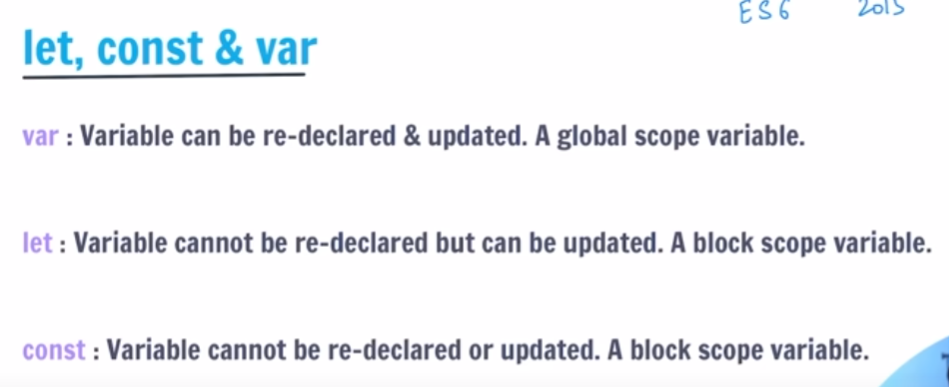 ES6 2015
let, const & var
var : Variable can be re-declared & updated. A global scope variable.
let : Variable cannot be re-declared but can be updated. A block scope variable.
const : Variable cannot be re-declared or updated. A block scope variable.